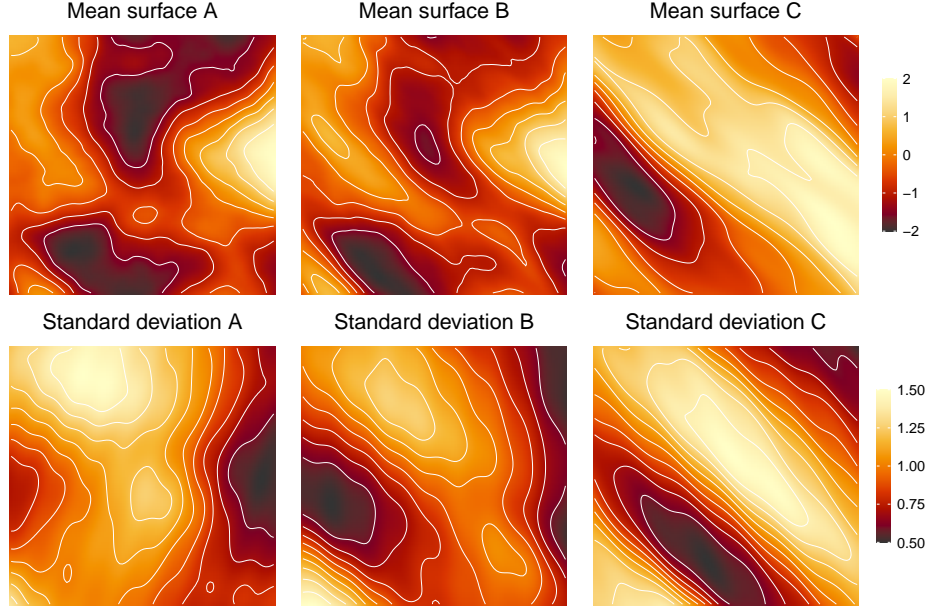 Mean surface A
Mean surface B
Mean surface C
2
1
0
−1
−2
Standard deviation A
Standard deviation B
Standard deviation C
1.50
1.25
1.00
0.75
0.50